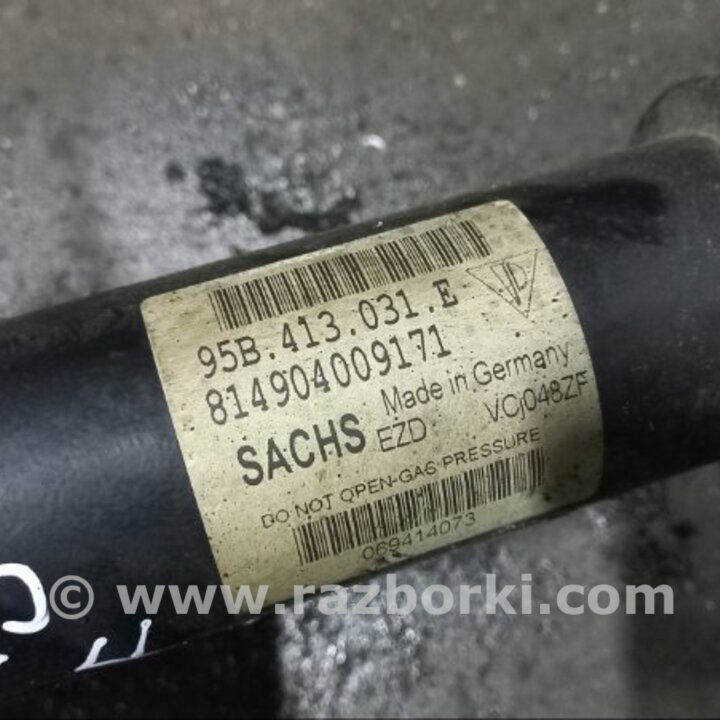 95B.413.031.E
814904009171
SACHS
Made in Germany
EZD VCj048ZF
DO NOT OPEN-GAS PRESSURE
069414073
© www.razborki.com